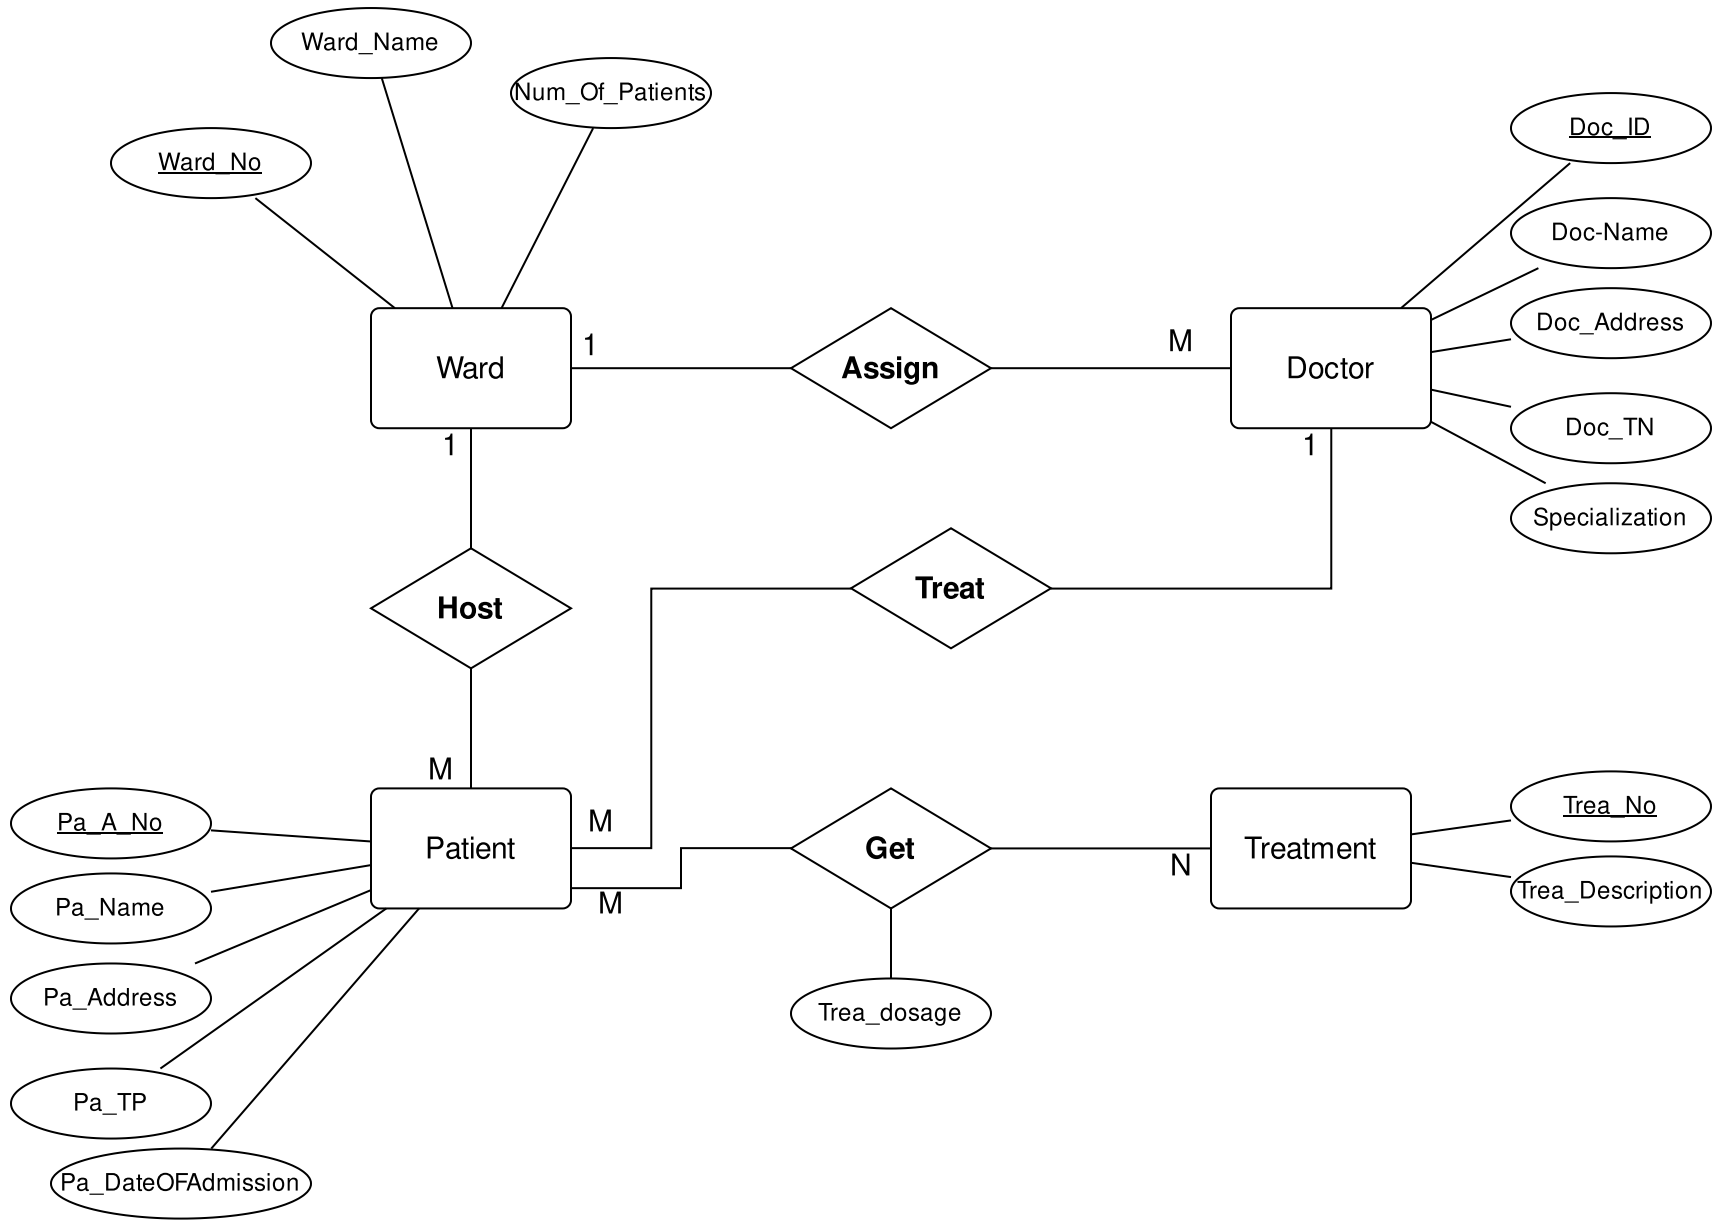 Ward_Name
Num_Of_Patients
Ward_No
Doc_ID
Doc-Name
Doc_Address
Doc_TN
Specialization
Ward
1
Assign
M
Doctor
1
1
Host
Treat
M
M
Patient
Pa_A_No
Pa_Name
Pa_Address
Pa_TP
Pa_DateOFAdmission
M
Get
N
Treatment
Trea_No
Trea_Description
Trea_dosage